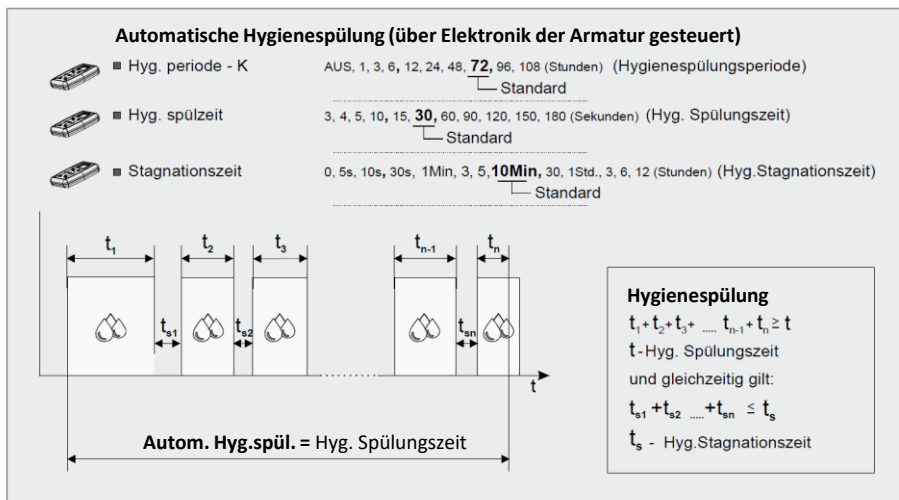 Automatische Hygienespülung (über Elektronik der Armatur gesteuert)
Hyg. periode - K AUS, 1, 3, 6, 12, 24, 48, 72, 96, 108 (Stunden) (Hygienespülungsperiode)
Standard
Hyg. spülzeit 3, 4, 5, 10, 15, 30, 60, 90, 120, 150, 180 (Sekunden) (Hyg. Spülungszeit)
Standard
Stagnationszeit 0, 5s, 10s, 30s, 1Min, 3, 5,10Min, 30, 1Std., 3, 6, 12 (Stunden) (Hyg.Stagnationszeit)
Standard
t1 t2 t3 tn-1 tn
ts1 ts2 tsn
t
Autom. Hyg.spül. = Hyg. Spülungszeit
Hygienespülung
t1+ t2+ t3+ ..... tn-1+ tn ≥ t
t-Hyg. Spülungszeit
und gleichzeitig gilt:
ts1 +ts2 .....+tsn ≤ ts
ts - Hyg.Stagnationszeit